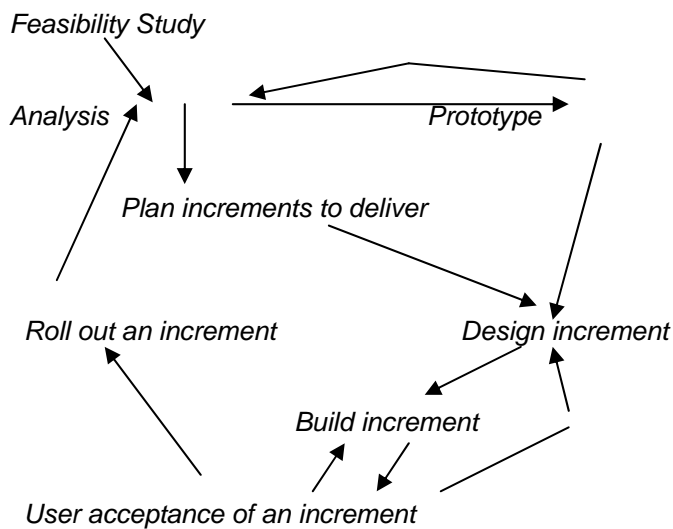 Feasibility Study
Analysis
Prototype
Plan increments to deliver
Roll out an increment
Design increment
Build increment
User acceptance of an increment